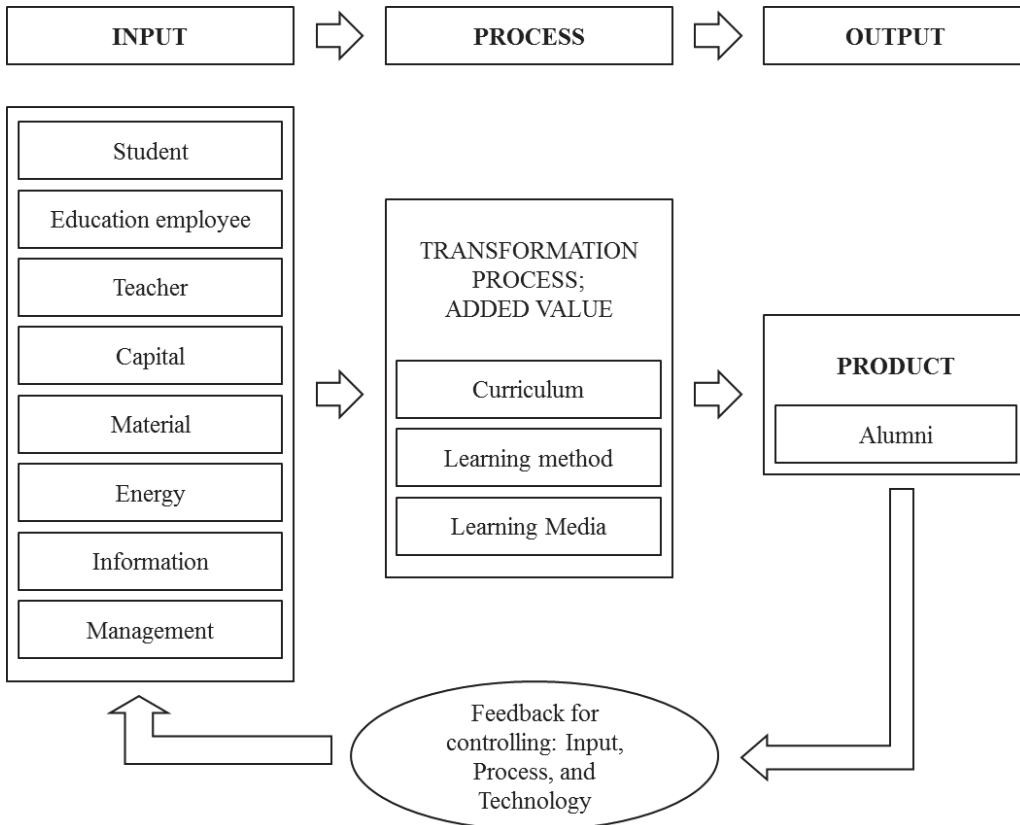 INPUT
PROCESS
OUTPUT
Student
Education employee
Teacher
Capital
Material
Energy
Information
Management
TRANSFORMATION
PROCESS;
ADDED VALUE
Curriculum
Learning method
Learning Media
PRODUCT
Alumni
Feedback for
controlling: Input,
Process, and
Technology